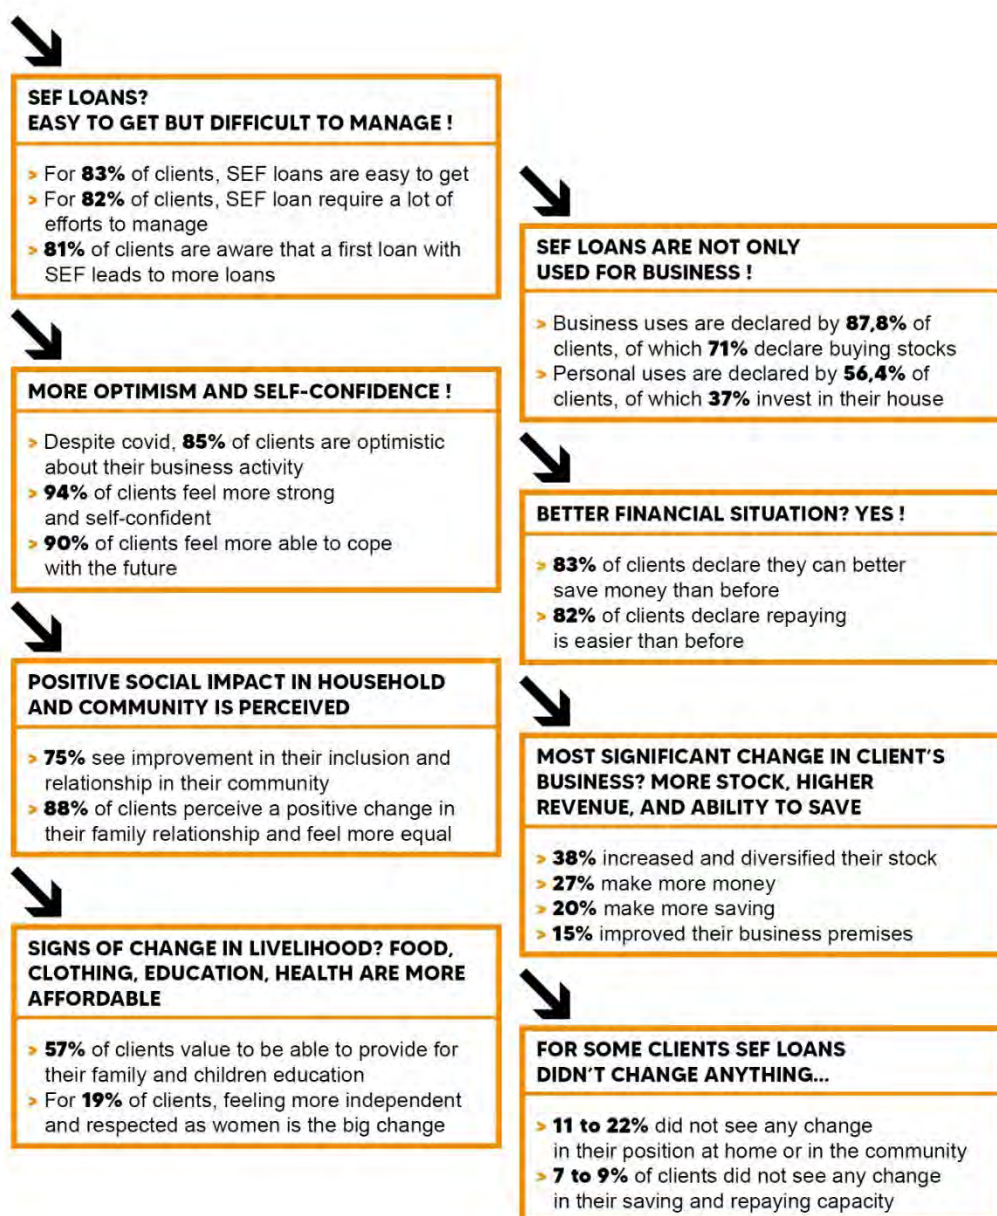 SEF LOANS?
EASY TO GET BUT DIFFICULT TO MANAGE !
> For 83% of clients, SEF loans are easy to get
> For 82% of clients, SEF loan require a lot of
efforts to manage
> 81% of clients are aware that a first loan with
SEF leads to more loans
MORE OPTIMISM AND SELF-CONFIDENCE !
> Despite covid, 85% of clients are optimistic
about their business activity
> 94% of clients feel more strong
and self-confident
> 90% of clients feel more able to cope
with the future
POSITIVE SOCIAL IMPACT IN HOUSEHOLD
AND COMMUNITY IS PERCEIVED
> 75% see improvement in their inclusion and
relationship in their community
> 88% of clients perceive a positive change in
their family relationship and feel more equal
SIGNS OF CHANGE IN LIVELIHOOD? FOOD,
CLOTHING, EDUCATION, HEALTH ARE MORE
AFFORDABLE
> 57% of clients value to be able to provide for
their family and children education
> For 19% of clients, feeling more independent
and respected as women is the big change
SEF LOANS ARE NOT ONLY
USED FOR BUSINESS !
> Business uses are declared by 87,8% of
clients, of which 71% declare buying stocks
> Personal uses are declared by 56,4% of
clients, of which 37% invest in their house
BETTER FINANCIAL SITUATION? YES !
> 83% of clients declare they can better
save money than before
> 82% of clients declare repaying
is easier than before
MOST SIGNIFICANT CHANGE IN CLIENT'S
BUSINESS? MORE STOCK, HIGHER
REVENUE, AND ABILITY TO SAVE
> 38% increased and diversified their stock
> 27% make more money
> 20% make more saving
> 15% improved their business premises
FOR SOME CLIENTS SEF LOANS
DIDN'T CHANGE ANYTHING...
> 11 to 22% did not see any change
in their position at home or in the community
> 7 to 9% of clients did not see any change
in their saving and repaying capacity